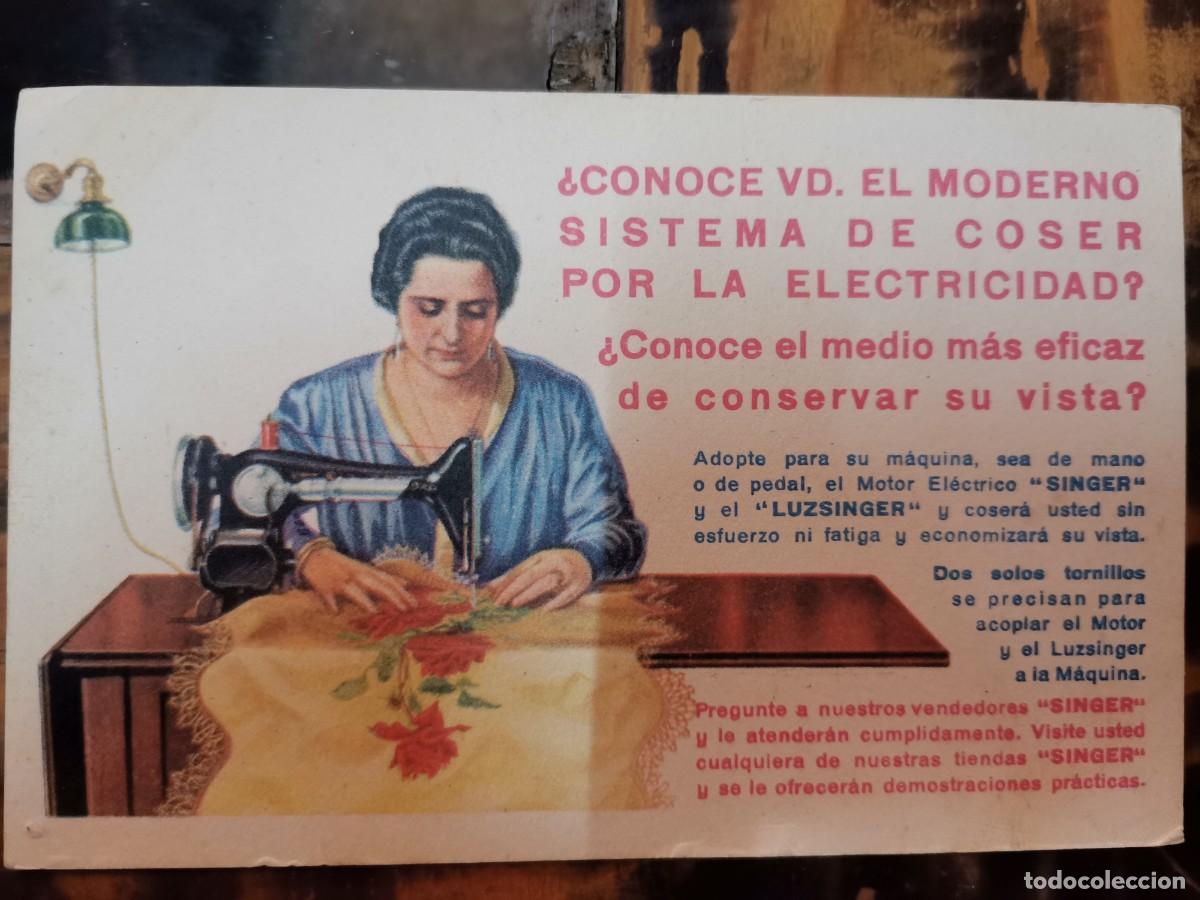 ¿CONOCE VD. EL MODERNO
SISTEMA DE COSER
POR LA ELECTRICIDAD?
¿Conoce el medio más eficaz
de conservar su vista?
Adopte para su máquina, sea de mano
o de pedal, el Motor Eléctrico "SINGER"
y el "LUZSINGER" y coserá usted sin
esfuerzo ni fatiga y economizará su vista.
Dos solos tornillos
se precisan para
acoplar el Motor
y el Luzsinger
a la Máquina.
Pregunte a nuestros vendedores "SINGER"
y le atenderán cumplidamente. Visite usted
cualquiera de nuestras tiendas "SINGER"
y se le ofrecerán demostraciones prácticas.
todocoleccion